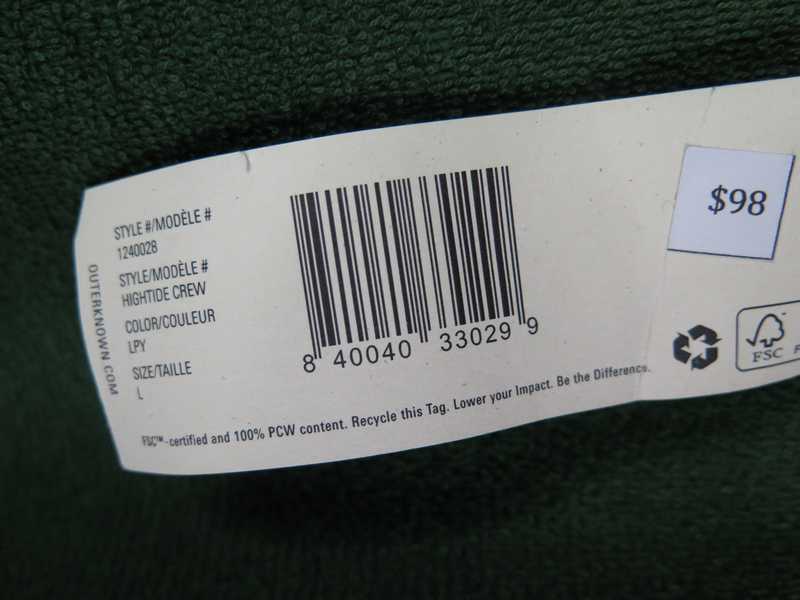 STYLE #/MODÈLE #
1240028
STYLE/MODÈLE #
HIGHTIDE CREW
COLOR/COULEUR
LPY
SIZE/TAILLE
L
OUTERKNOWN.COM
8 40040 33029 9
$98
FSC
FSC™-certified and 100% PCW content. Recycle this Tag. Lower your Impact. Be the Difference.